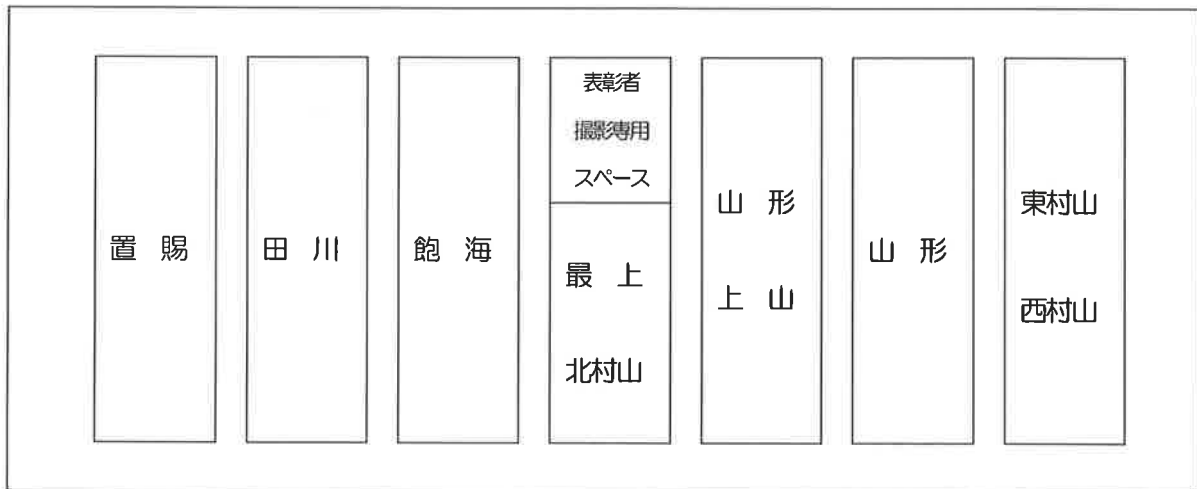 置 賜
田 川
飽 海
表彰者
撮影専用
スペース
最 上
北村山
山 形
上 山
山 形
東村山
西村山